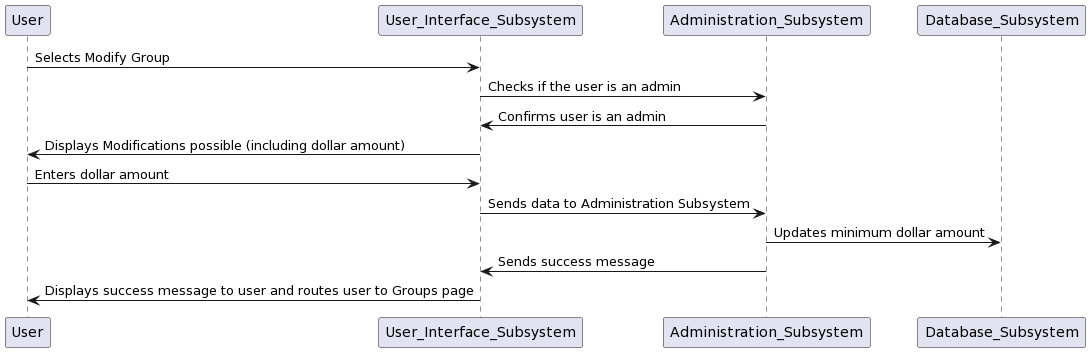 User
User_Interface_Subsystem
Administration_Subsystem
Database_Subsystem
Selects Modify Group
Checks if the user is an admin
Confirms user is an admin
Displays Modifications possible (including dollar amount)
Enters dollar amount
Sends data to Administration Subsystem
Updates minimum dollar amount
Sends success message
Displays success message to user and routes user to Groups page
User
User_Interface_Subsystem
Administration_Subsystem
Database_Subsystem